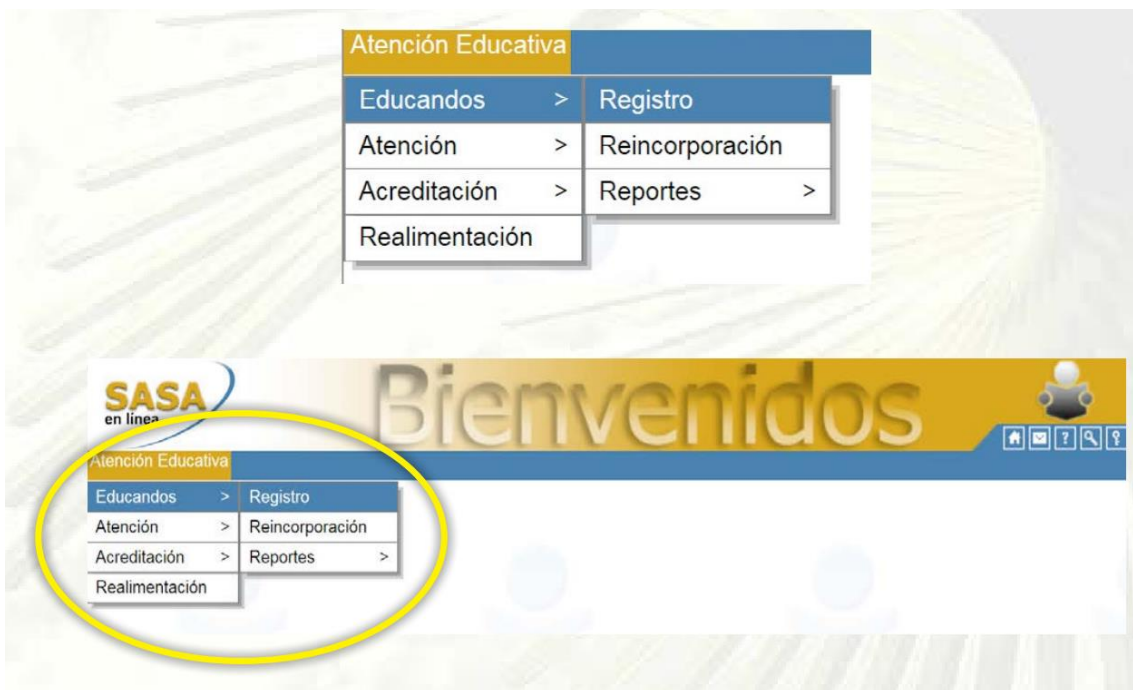 Atención Educativa
Educandos > Registro
Atención > Reincorporación
Acreditación > Reportes >
Realimentación
SASA
en línea
Bienvenidos
?
Atención Educativa
Educandos > Registro
Atención > Reincorporación
Acreditación > Reportes >
Realimentación